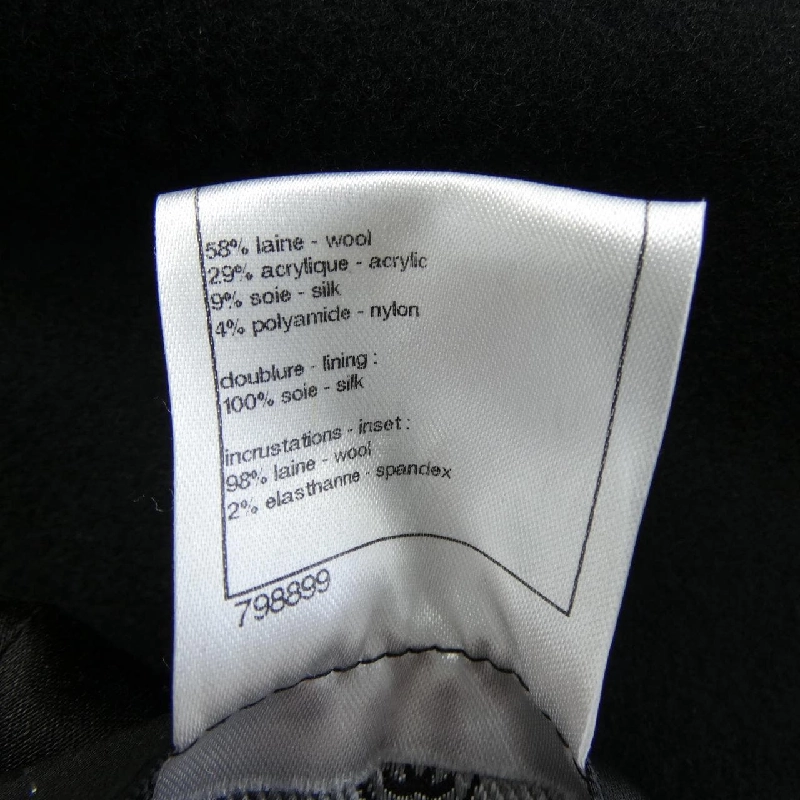 58% laine - wool
29% acrylique - acrylic
9% soie - silk
4% polyamide - nylon
doublure - lining :
100% soie - silk
incrustations - inset :
98% laine - wool
2% elasthanne - spandex
798899